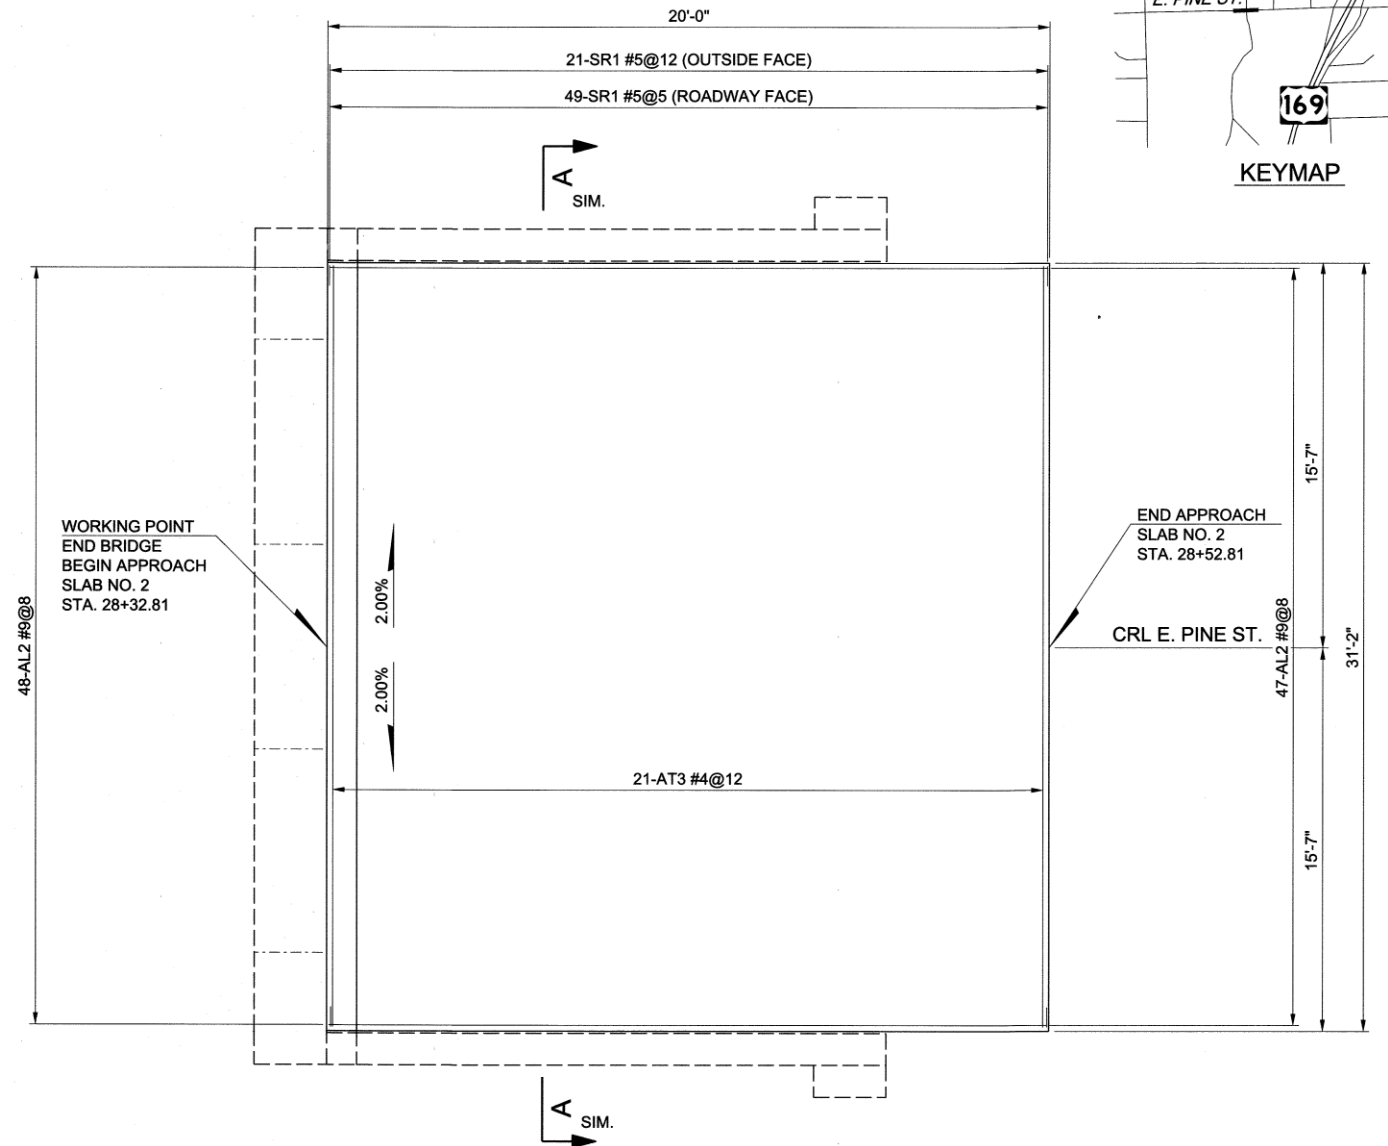 20'-0"
E. PINE ST.
21-SR1 #5@12 (OUTSIDE FACE)
49-SR1 #5@5 (ROADWAY FACE)
169
KEYMAP
A
SIM.
WORKING POINT
END BRIDGE
BEGIN APPROACH
SLAB NO. 2
STA. 28+32.81
48-AL2 #9@8
2.00%
2.00%
21-AT3 #4@12
END APPROACH
SLAB NO. 2
STA. 28+52.81
CRL E. PINE ST.
47-AL2 #9@8
15'-7"
31'-2"
15'-7"
A
SIM.